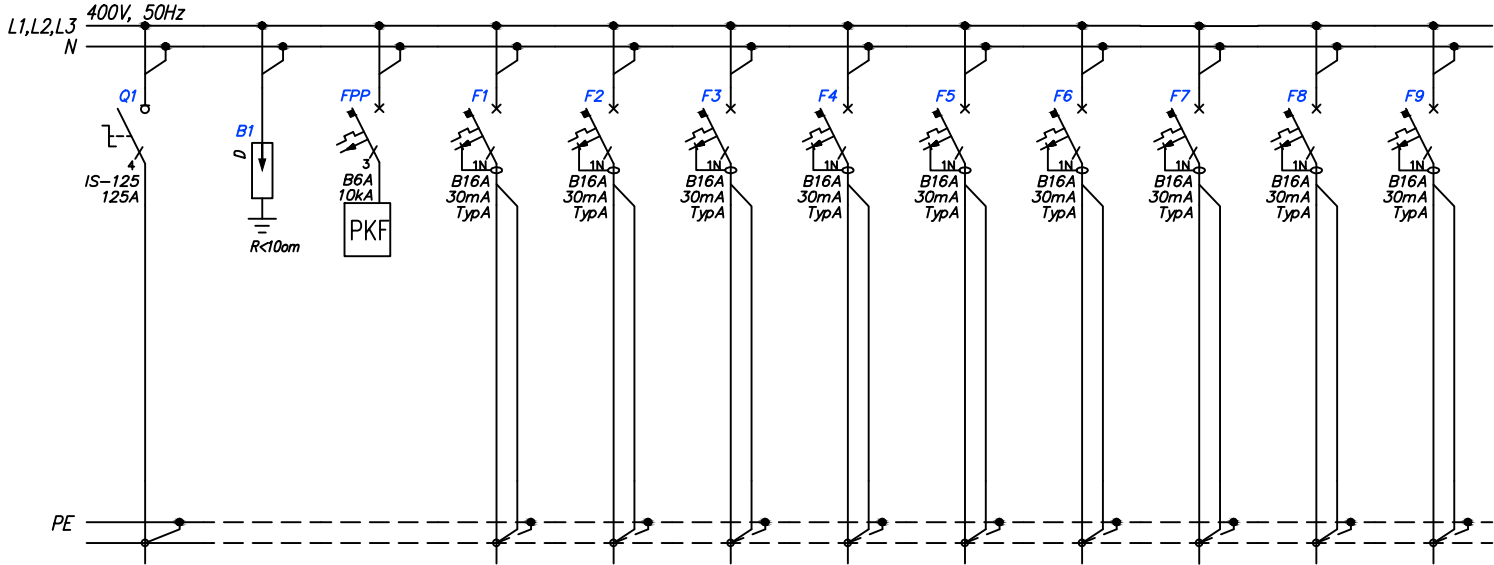 400V, 50Hz
L1,L2,L3
N
Q1
4
IS-125
125A
B1
D
R<10om
FPP
3
B6A
10kA
PKF
F1
1N
B16A
30mA
TypA
F2
1N
B16A
30mA
TypA
F3
1N
B16A
30mA
TypA
F4
1N
B16A
30mA
TypA
F5
1N
B16A
30mA
TypA
F6
1N
B16A
30mA
TypA
F7
1N
B16A
30mA
TypA
F8
1N
B16A
30mA
TypA
F9
1N
B16A
30mA
TypA
PE